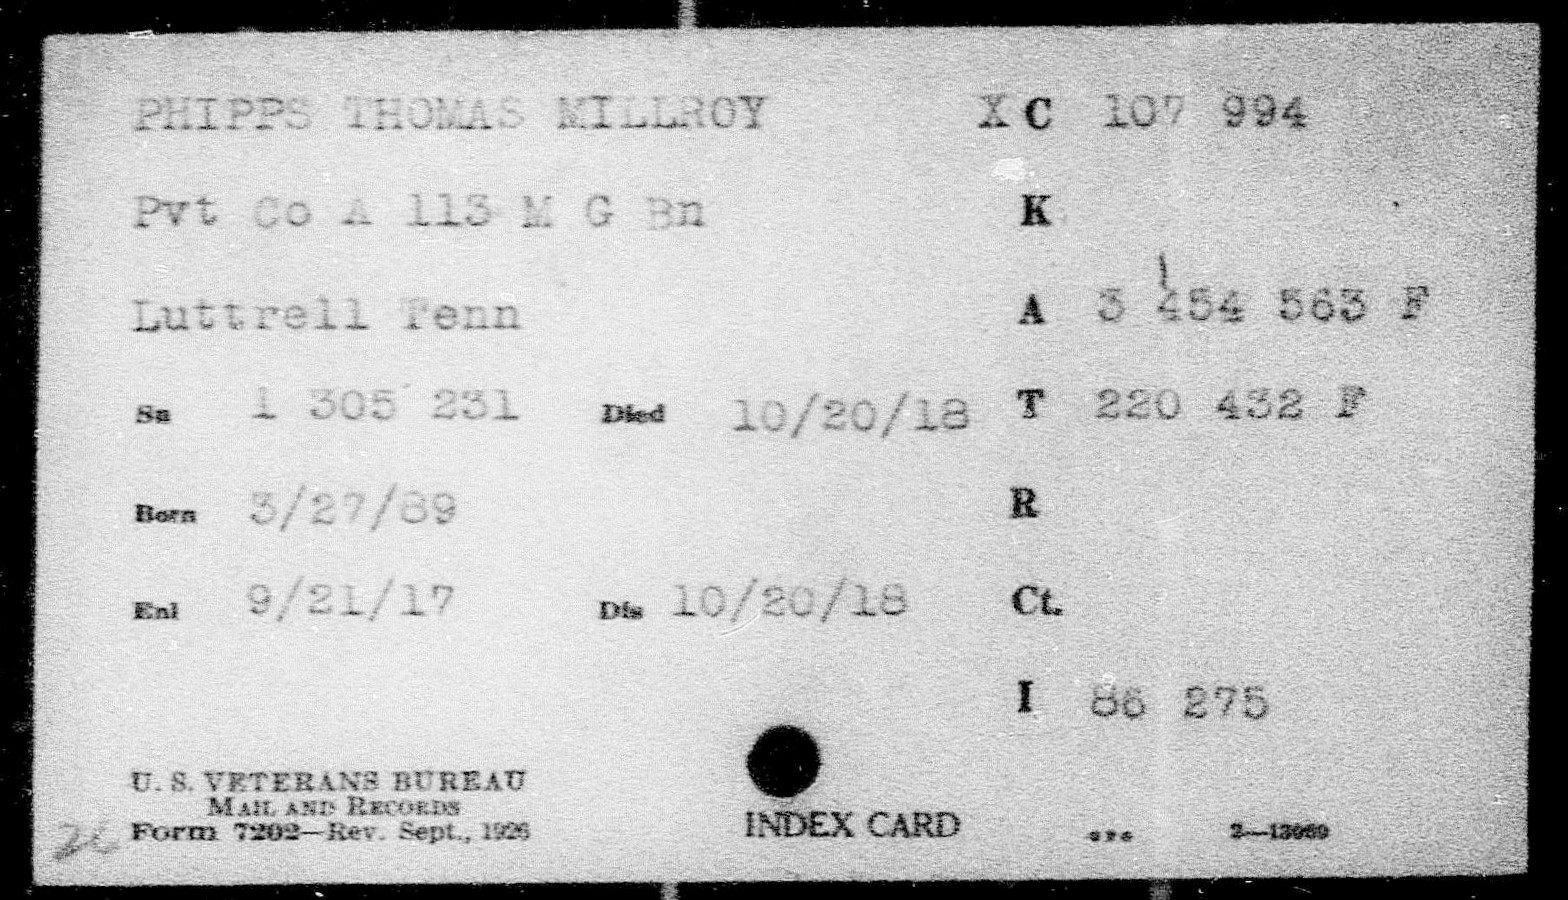 PHIPPS THOMAS MILLROY XC 107 994
Pvt Co A 113 M G Bn K
Luttrell Tenn A 3 454 563 F
Sn 1 305 231 Died 10/20/18 T 220 432 F
Born 3/27/89 R
Enl 9/21/17 Dis 10/20/18 Ct.
I 86 275
U. S. VETERANS BUREAU
MAIL AND RECORDS
Form 7202—Rev. Sept., 1926
INDEX CARD
GPO